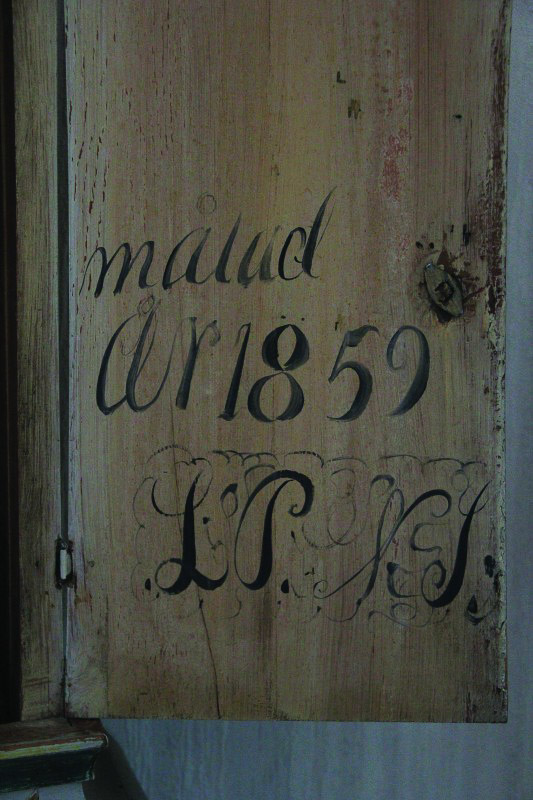 målad
År 1859
L. P. N. S.